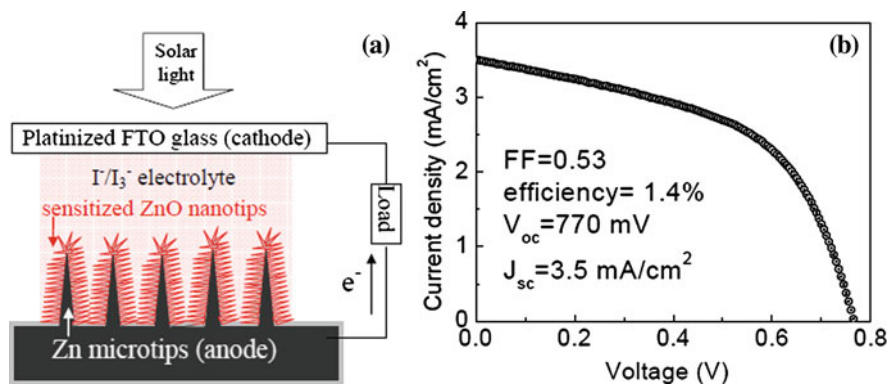 (a)
Solar
light
Platinized FTO glass (cathode)
I⁻/I₃⁻ electrolyte
sensitized ZnO nanotips
Load
e⁻
Zn microtips (anode)
(b)
Current density (mA/cm²)
4
3
2
1
0
FF=0.53
efficiency= 1.4%
Vₒc=770 mV
Jsc=3.5 mA/cm²
0.0 0.2 0.4 0.6 0.8
Voltage (V)